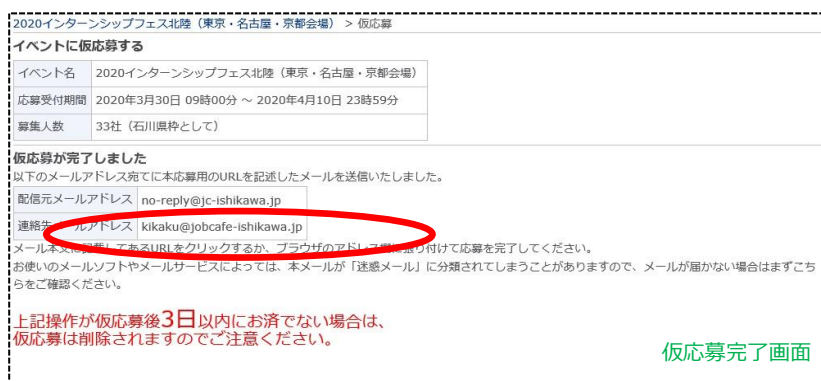 2020インターンシップフェス北陸（東京・名古屋・京都会場） > 仮応募
イベントに仮応募する
イベント名 2020インターンシップフェス北陸（東京・名古屋・京都会場）
応募受付期間 2020年3月30日 09時00分 ～ 2020年4月10日 23時59分
募集人数 33社（石川県枠として）
仮応募が完了しました
以下のメールアドレス宛てに本応募用のURLを記述したメールを送信いたしました。
配信元メールアドレス no-reply@jc-ishikawa.jp
連絡先メールアドレス kikaku@jobcafe-ishikawa.jp
メール本文に記載してあるURLをクリックするか、ブラウザのアドレス欄に張り付けて応募を完了してください。
お使いのメールソフトやメールサービスによっては、本メールが「迷惑メール」に分類されてしまうことがありますので、メールが届かない場合はまずこち
らをご確認ください。
上記操作が仮応募後3日以内にお済でない場合は、
仮応募は削除されますのでご注意ください。
仮応募完了画面